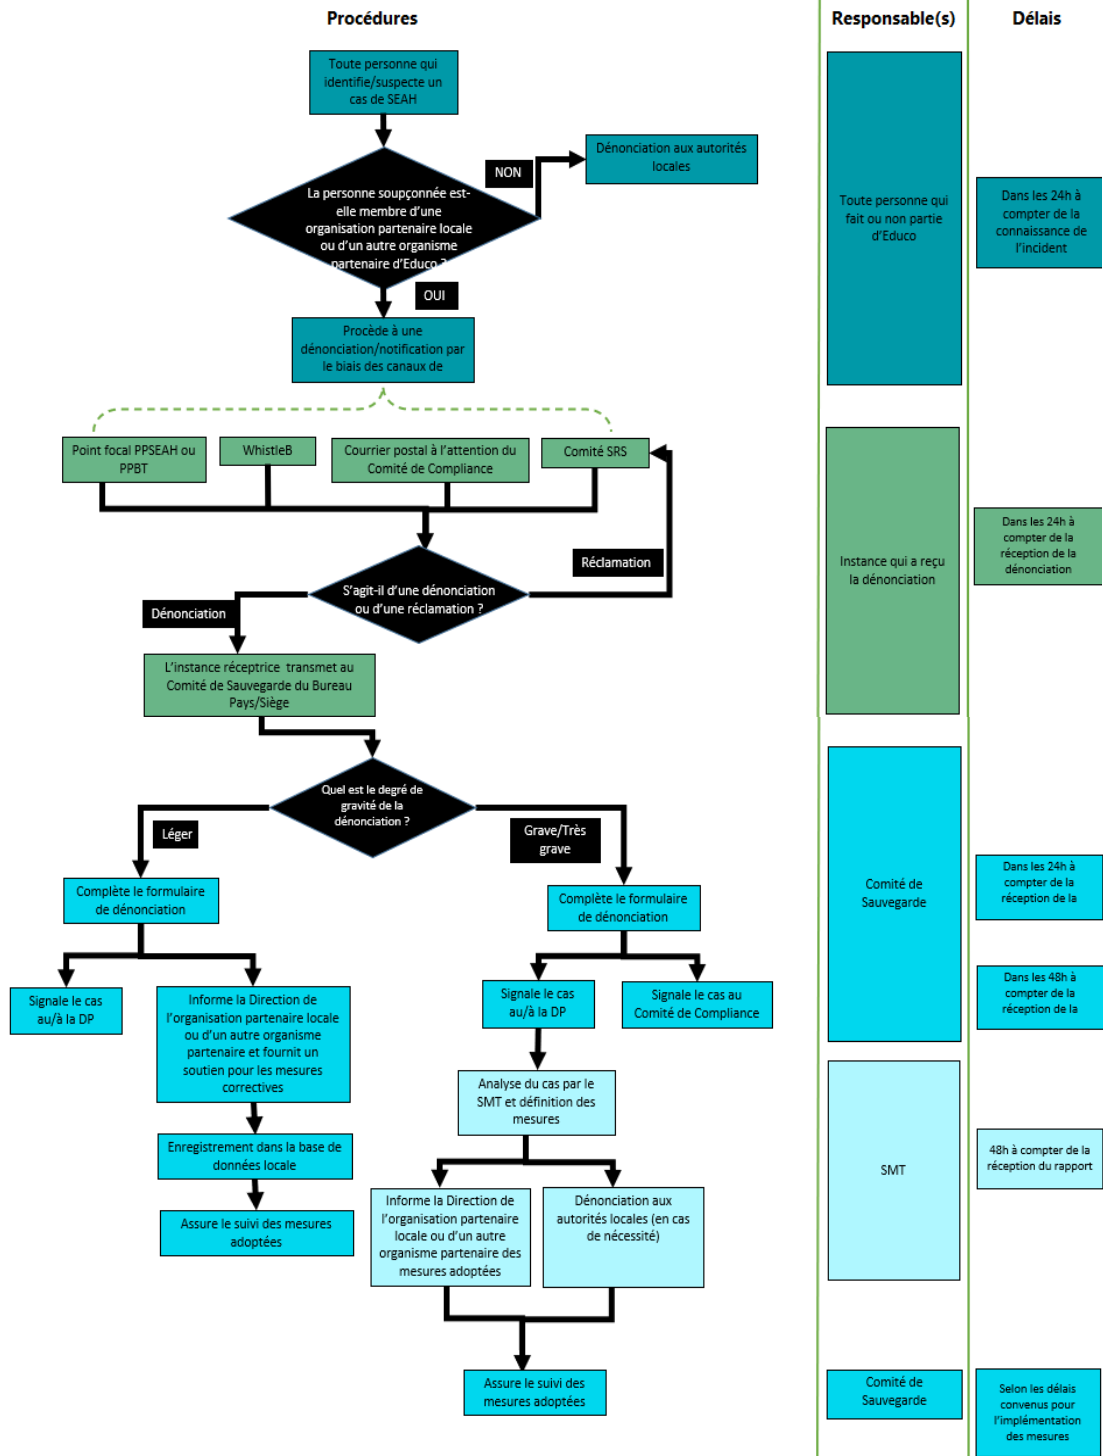 Procédures
Responsable(s)
Délais
Toute personne qui
identifie/suspecte un
cas de SEAH
NON
Dénonciation aux autorités
locales
La personne soupçonnée est-
elle membre d'une
organisation partenaire locale
ou d'un autre organisme
partenaire d'Educo ?
OUI
Procède à une
dénonciation/notification par
le biais des canaux de
Toute personne qui
fait ou non partie
d'Educo
Dans les 24h à
compter de la
connaissance de
l'incident
Point focal PPSEAH ou
PPBT
WhistleB
Courrier postal à l'attention du
Comité de Compliance
Comité SRS
S'agit-il d'une dénonciation
ou d'une réclamation ?
Réclamation
Dénonciation
L'instance réceptrice transmet au
Comité de Sauvegarde du Bureau
Pays/Siège
Instance qui a reçu
la dénonciation
Dans les 24h à
compter de la
réception de la
dénonciation
Quel est le degré de
gravité de la
dénonciation ?
Léger
Grave/Très
grave
Complète le formulaire
de dénonciation
Complète le formulaire
de dénonciation
Signale le cas
au/à la DP
Informe la Direction de
l'organisation partenaire locale
ou d'un autre organisme
partenaire et fournit un
soutien pour les mesures
correctives
Signale le cas
au/à la DP
Signale le cas au
Comité de Compliance
Comité de
Sauvegarde
Dans les 24h à
compter de la
réception de la
Dans les 48h à
compter de la
réception de la
Enregistrement dans la base de
données locale
Assure le suivi des mesures
adoptées
Analyse du cas par le
SMT et définition des
mesures
Informe la Direction de
l'organisation partenaire
locale ou d'un autre
organisme partenaire des
mesures adoptées
Dénonciation aux
autorités locales (en cas
de nécessité)
SMT
48h à compter de la
réception du rapport
Assure le suivi des
mesures adoptées
Comité de
Sauvegarde
Selon les délais
convenus pour
l'implémentation
des mesures